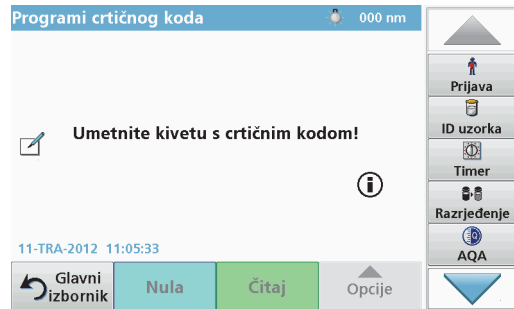 Programi crtičnog koda 000 nm
Prijava
ID uzorka
Umetnite kivetu s crtičnim kodom!
Timer
Razrjeđenje
11-TRA-2012 11:05:33
AQA
Glavni
izbornik
Nula
Čitaj
Opcije